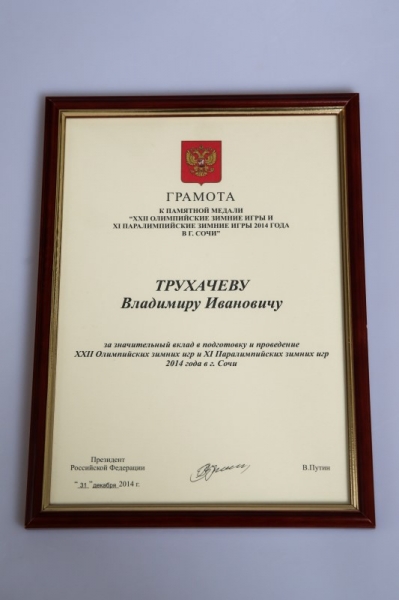 ГРАМОТА
К ПАМЯТНОЙ МЕДАЛИ
“XXII ОЛИМПИЙСКИЕ ЗИМНИЕ ИГРЫ И
XI ПАРАЛИМПИЙСКИЕ ЗИМНИЕ ИГРЫ 2014 ГОДА
В Г. СОЧИ”
ТРУХАЧЕВУ
Владимиру Ивановичу
за значительный вклад в подготовку и проведение
XXII Олимпийских зимних игр и XI Паралимпийских зимних игр
2014 года в г. Сочи
Президент
Российской Федерации
В.Путин
“ 31 ” декабря 2014 г.